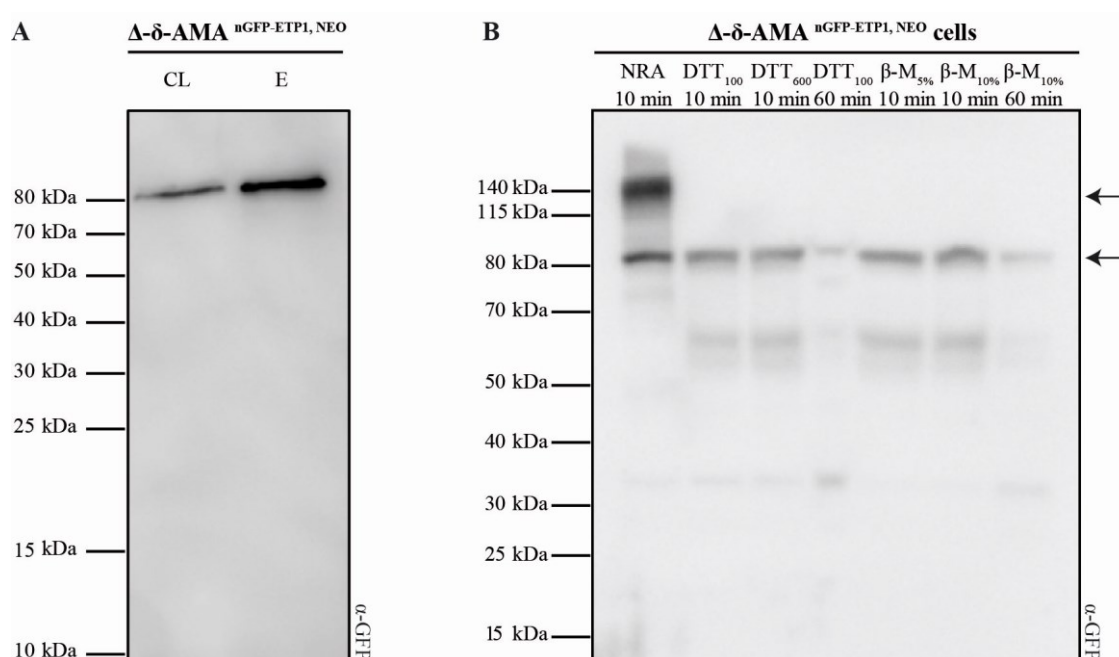 A
Δ-δ-AMA nGFP-ETP1, NEO
CL E
80 kDa
70 kDa
50 kDa
40 kDa
30 kDa
25 kDa
15 kDa
10 kDa
α-GFP
B
Δ-δ-AMA nGFP-ETP1, NEO cells
NRA DTT100 DTT600 DTT100 β-M5% β-M10% β-M10%
10 min 10 min 10 min 60 min 10 min 10 min 60 min
140 kDa
115 kDa
80 kDa
70 kDa
50 kDa
40 kDa
30 kDa
25 kDa
15 kDa
α-GFP